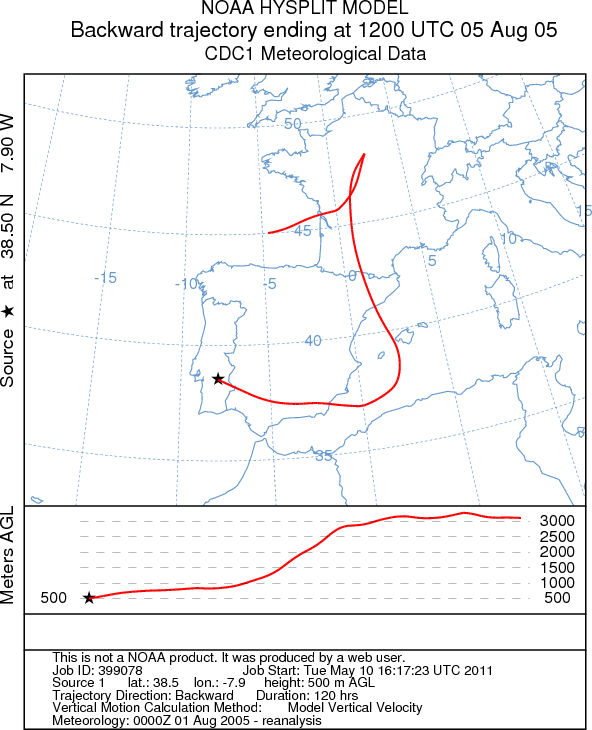 NOAA HYSPLIT MODEL
Backward trajectory ending at 1200 UTC 05 Aug 05
CDC1 Meteorological Data
Source ★ at 38.50 N 7.90 W
50
45
15
10
5
0
-5
-10
-15
40
35
5
Meters AGL
500
3000
2500
2000
1500
1000
500
This is not a NOAA product. It was produced by a web user.
Job ID: 399078 Job Start: Tue May 10 16:17:23 UTC 2011
Source 1 lat.: 38.5 lon.: -7.9 height: 500 m AGL
Trajectory Direction: Backward Duration: 120 hrs
Vertical Motion Calculation Method: Model Vertical Velocity
Meteorology: 0000Z 01 Aug 2005 - reanalysis